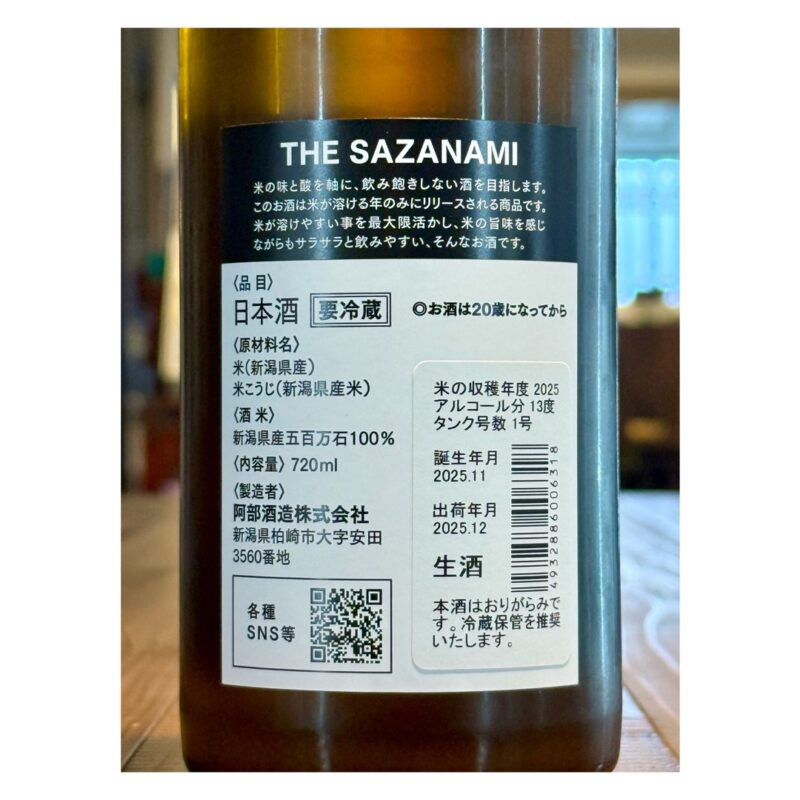 THE SAZANAMI
米の味と酸を軸に、飲み飽きしない酒を目指します。
このお酒は米が溶ける年のみにリリースされる商品です。
米が溶けやすい事を最大限活かし、米の旨味を感じ
ながらもサラサラと飲みやすい、そんなお酒です。
〈品目〉
日本酒 要冷蔵 ◎お酒は20歳になってから
〈原材料名〉
米(新潟県産)
米こうじ(新潟県産米)
〈酒米〉
新潟県産五百万石100%
〈内容量〉720ml
〈製造者〉
阿部酒造株式会社
新潟県柏崎市大字安田
3560番地
各種
SNS等
米の収穫年度 2025
アルコール分 13度
タンク号数 1号
誕生年月
2025.11
出荷年月
2025.12
生酒
4932886006318
本酒はおりがらみで
す。冷蔵保管を推奨
いたします。